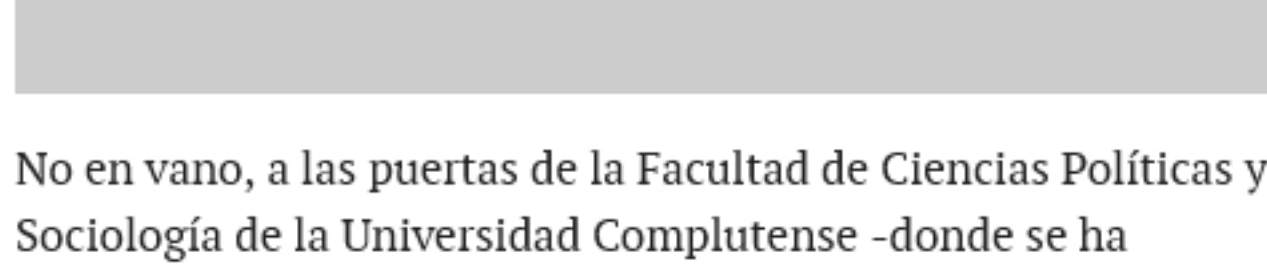 No en vano, a las puertas de la Facultad de Ciencias Políticas y
Sociología de la Universidad Complutense -donde se ha